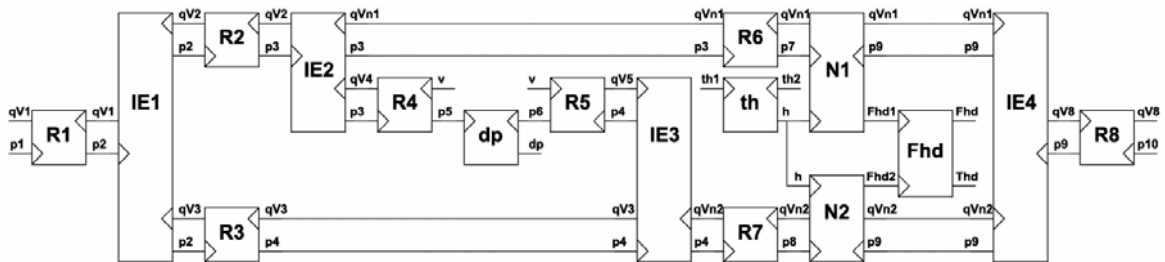 qV2 qV2 qVn1 qVn1 qVn1 qVn1 qVn1
R2 R6
p2 p3 p3 p3 p7 N1 p9 p9
IE2
IE1 qV4 v v qV5 th1 th2 IE4
R4 R5 th
qV1 qV1 p3 p5 p6 p4 h Fhd1 Fhd qV8 qV8
R1 dp IE3 Fhd R8
p1 p2 dp p9 p10
h Fhd2 Thd
N2
qV3 qV3 qV3 qVn2 qVn2 qVn2 qVn2
R3 R7
p2 p4 p4 p4 p8 p9 p9